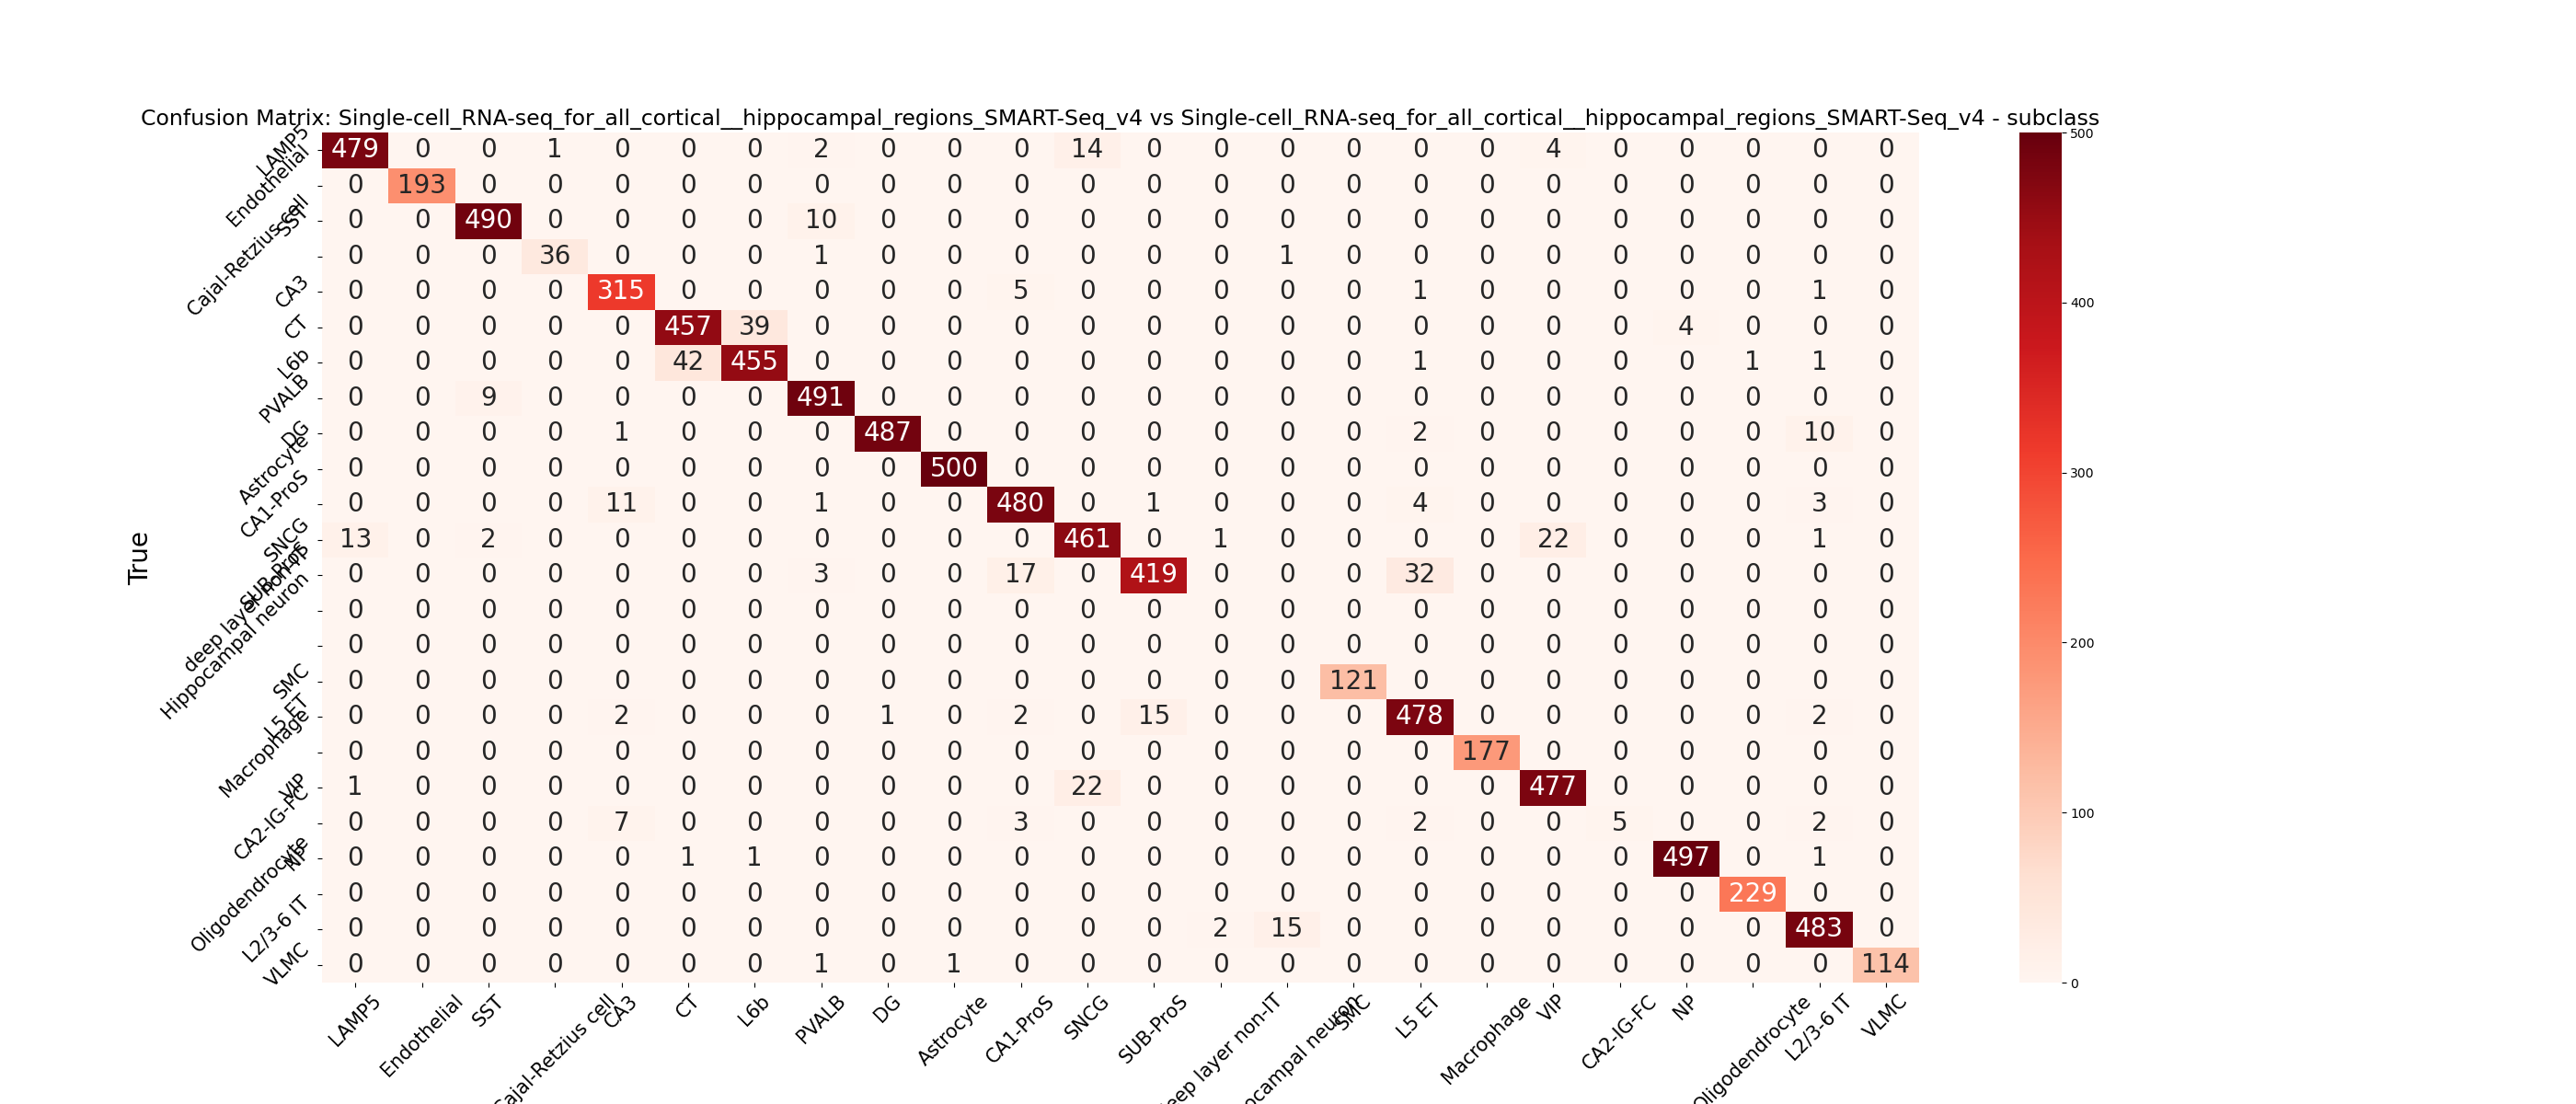 Confusion Matrix: Single-cell_RNA-seq_for_all_cortical__hippocampal_regions_SMART-Seq_v4 vs Single-cell_RNA-seq_for_all_cortical__hippocampal_regions_SMART-Seq_v4 - subclass
True
LAMP5 479 0 0 1 0 0 0 2 0 0 0 14 0 0 0 0 0 0 4 0 0 0 0 0
Endothelial 0 193 0 0 0 0 0 0 0 0 0 0 0 0 0 0 0 0 0 0 0 0 0 0
SST 0 0 490 0 0 0 0 10 0 0 0 0 0 0 0 0 0 0 0 0 0 0 0 0
Cajal-Retzius cell 0 0 0 36 0 0 0 1 0 0 0 0 0 0 1 0 0 0 0 0 0 0 0 0
CA3 0 0 0 0 315 0 0 0 0 0 5 0 0 0 0 0 1 0 0 0 0 0 1 0
CT 0 0 0 0 0 457 39 0 0 0 0 0 0 0 0 0 0 0 0 0 4 0 0 0
L6b 0 0 0 0 0 42 455 0 0 0 0 0 0 0 0 0 1 0 0 0 0 1 1 0
PVALB 0 0 9 0 0 0 0 491 0 0 0 0 0 0 0 0 0 0 0 0 0 0 0 0
DG 0 0 0 0 1 0 0 0 487 0 0 0 0 0 0 0 2 0 0 0 0 0 10 0
Astrocyte 0 0 0 0 0 0 0 0 0 500 0 0 0 0 0 0 0 0 0 0 0 0 0 0
CA1-ProS 0 0 0 0 11 0 0 1 0 0 480 0 1 0 0 0 4 0 0 0 0 0 3 0
SNCG 13 0 2 0 0 0 0 0 0 0 0 461 0 1 0 0 0 0 22 0 0 0 1 0
SUB-ProS 0 0 0 0 0 0 0 3 0 0 17 0 419 0 0 0 32 0 0 0 0 0 0 0
deep layer non-IT 0 0 0 0 0 0 0 0 0 0 0 0 0 0 0 0 0 0 0 0 0 0 0 0
Hippocampal neuron 0 0 0 0 0 0 0 0 0 0 0 0 0 0 0 0 0 0 0 0 0 0 0 0
SMC 0 0 0 0 0 0 0 0 0 0 0 0 0 0 0 121 0 0 0 0 0 0 0 0
L5 ET 0 0 0 0 2 0 0 0 1 0 2 0 15 0 0 0 478 0 0 0 0 0 2 0
Macrophage 0 0 0 0 0 0 0 0 0 0 0 0 0 0 0 0 0 177 0 0 0 0 0 0
VIP 1 0 0 0 0 0 0 0 0 0 0 22 0 0 0 0 0 0 477 0 0 0 0 0
CA2-IG-FC 0 0 0 0 7 0 0 0 0 0 3 0 0 0 0 0 2 0 0 5 0 0 2 0
NP 0 0 0 0 0 1 1 0 0 0 0 0 0 0 0 0 0 0 0 0 497 0 1 0
Oligodendrocyte 0 0 0 0 0 0 0 0 0 0 0 0 0 0 0 0 0 0 0 0 0 229 0 0
L2/3-6 IT 0 0 0 0 0 0 0 0 0 0 0 0 0 2 15 0 0 0 0 0 0 0 483 0
VLMC 0 0 0 0 0 0 0 1 0 1 0 0 0 0 0 0 0 0 0 0 0 0 0 114
LAMP5
Endothelial
SST
ajal-Retzius cell
CA3
CT
L6b
PVALB
DG
Astrocyte
CA1-ProS
SNCG
SUB-ProS
eep layer non-IT
ocampal neuron
SMC
L5 ET
Macrophage
VIP
CA2-IG-FC
NP
Oligodendrocyte
L2/3-6 IT
VLMC
500
400
300
200
100
0